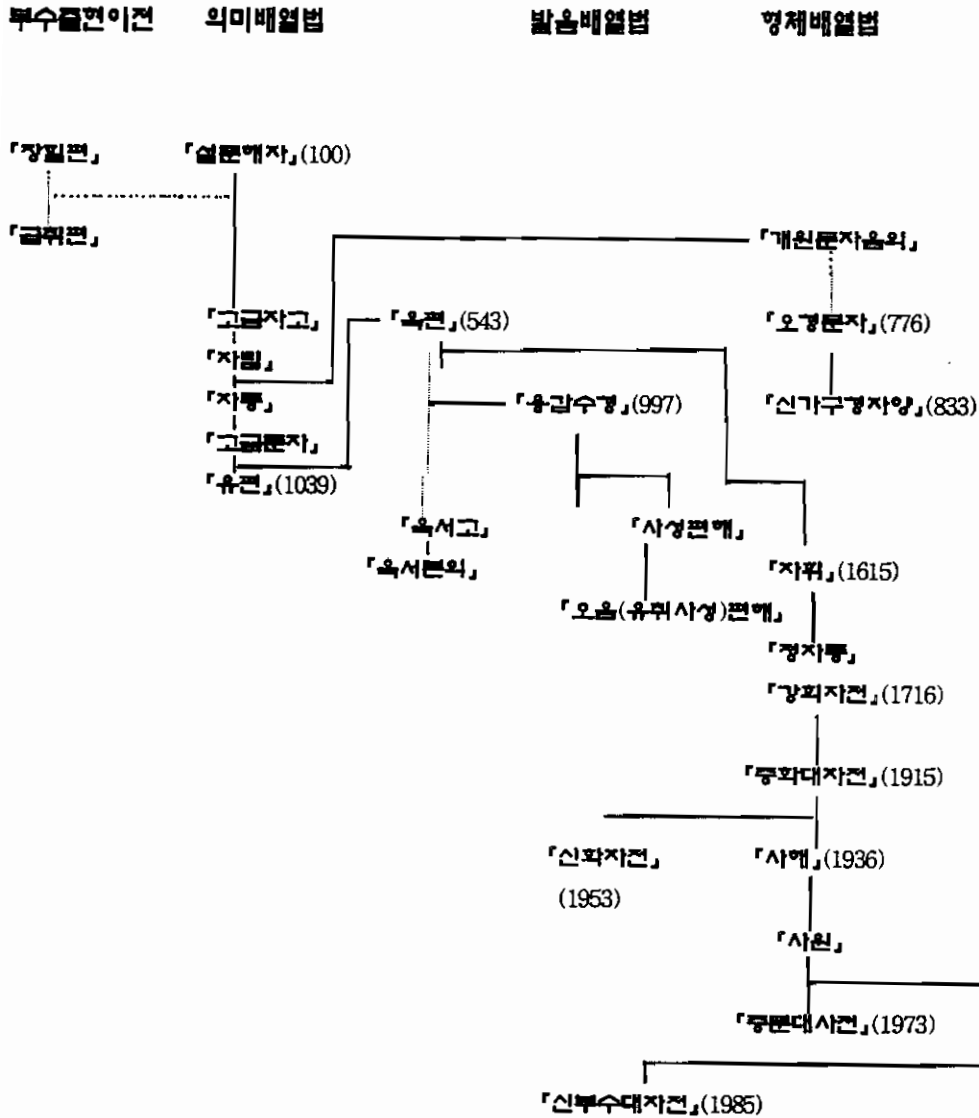 부수출현이전 의미배열법 발음배열법 형체배열법
『창힐편』 『설문해자』(100)
『급취편』 『개원문자음의』
『고금자고』 『옥편』(543) 『오경문자』(776)
『자림』
『자통』 『용감수경』(997) 『신가구경자양』(833)
『고금문자』
『유편』(1039)
『육서고』 『사성편해』
『육서본의』 『자휘』(1615)
『오음(유취사성)편해』
『정자통』
『강희자전』(1716)
『중화대자전』(1915)
『신화자전』 『사해』(1936)
(1953)
『사원』
『중문대사전』(1973)
『신부수대자전』(1985)